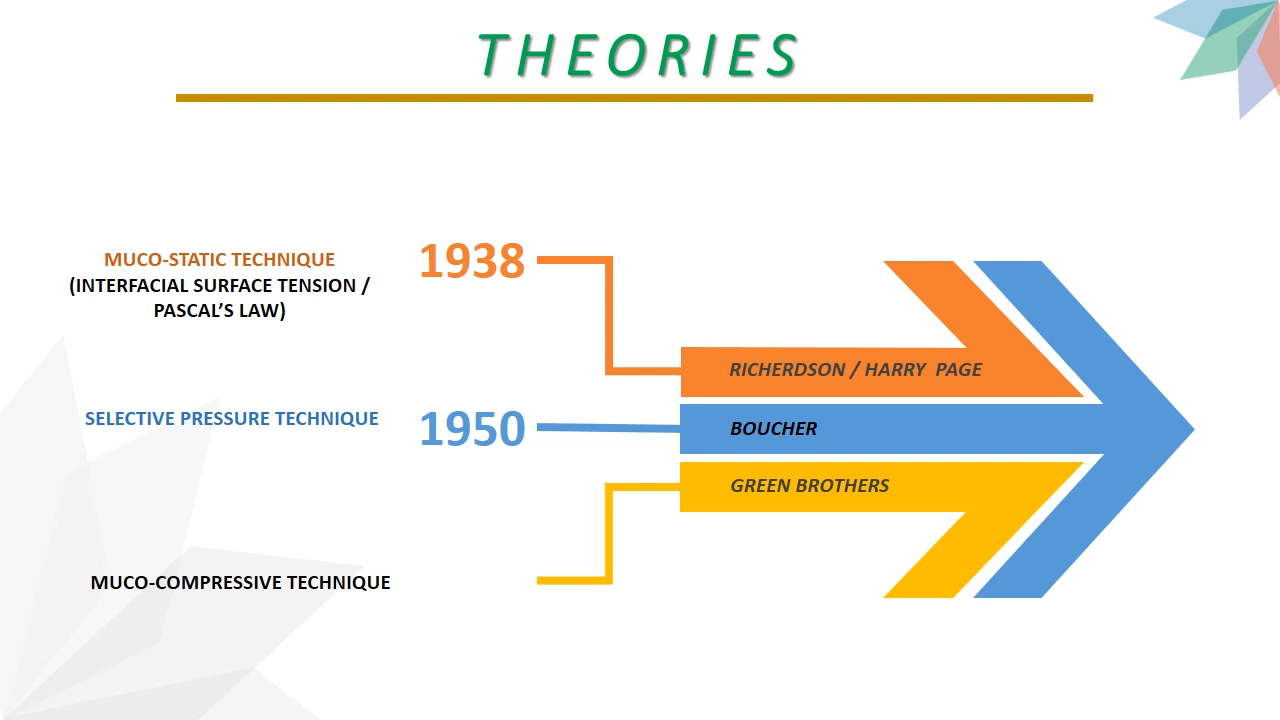 THEORIES
MUCO-STATIC TECHNIQUE
(INTERFACIAL SURFACE TENSION /
PASCAL’S LAW)
1938
RICHERDSON / HARRY PAGE
SELECTIVE PRESSURE TECHNIQUE
1950
BOUCHER
GREEN BROTHERS
MUCO-COMPRESSIVE TECHNIQUE